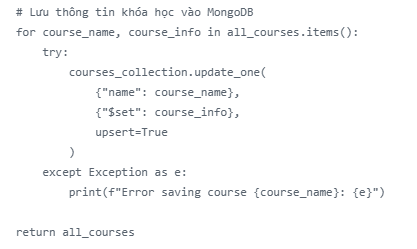 # Lưu thông tin khóa học vào MongoDB
for course_name, course_info in all_courses.items():
    try:
        courses_collection.update_one(
            {"name": course_name},
            {"$set": course_info},
            upsert=True
        )
    except Exception as e:
        print(f"Error saving course {course_name}: {e}")
return all_courses